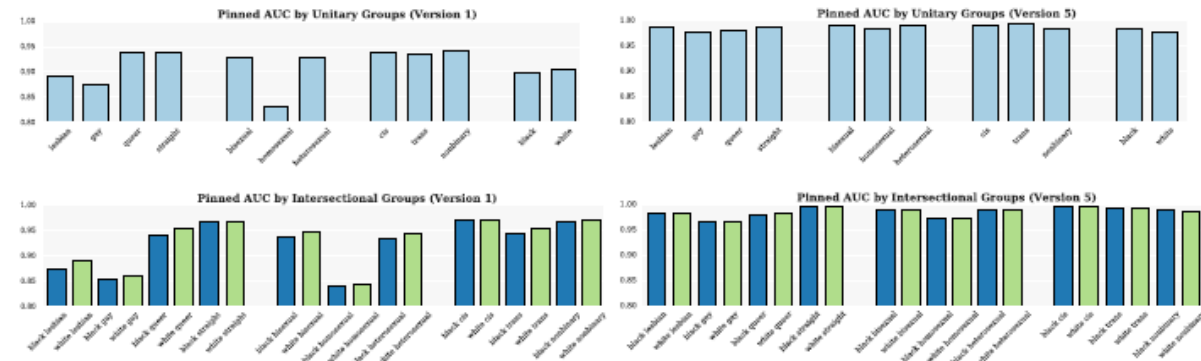 Pinned AUC by Unitary Groups (Version 1)
1.00
0.95
0.90
0.85
0.80
lesbian
gay
queer
straight
bisexual
homosexual
heterosexual
cis
trans
nonbinary
black
white
Pinned AUC by Unitary Groups (Version 5)
1.00
0.95
0.90
0.85
0.80
lesbian
gay
queer
straight
bisexual
homosexual
heterosexual
cis
trans
nonbinary
black
white
Pinned AUC by Intersectional Groups (Version 1)
1.00
0.95
0.90
0.85
0.80
black lesbian
white lesbian
black gay
white gay
black queer
white queer
black straight
white straight
black bisexual
white bisexual
black homosexual
white homosexual
black heterosexual
white heterosexual
black cis
white cis
black trans
white trans
black nonbinary
white nonbinary
Pinned AUC by Intersectional Groups (Version 5)
1.00
0.95
0.90
0.85
0.80
black lesbian
white lesbian
black gay
white gay
black queer
white queer
black straight
white straight
black bisexual
white bisexual
black homosexual
white homosexual
black heterosexual
white heterosexual
black cis
white cis
black trans
white trans
black nonbinary
white nonbinary